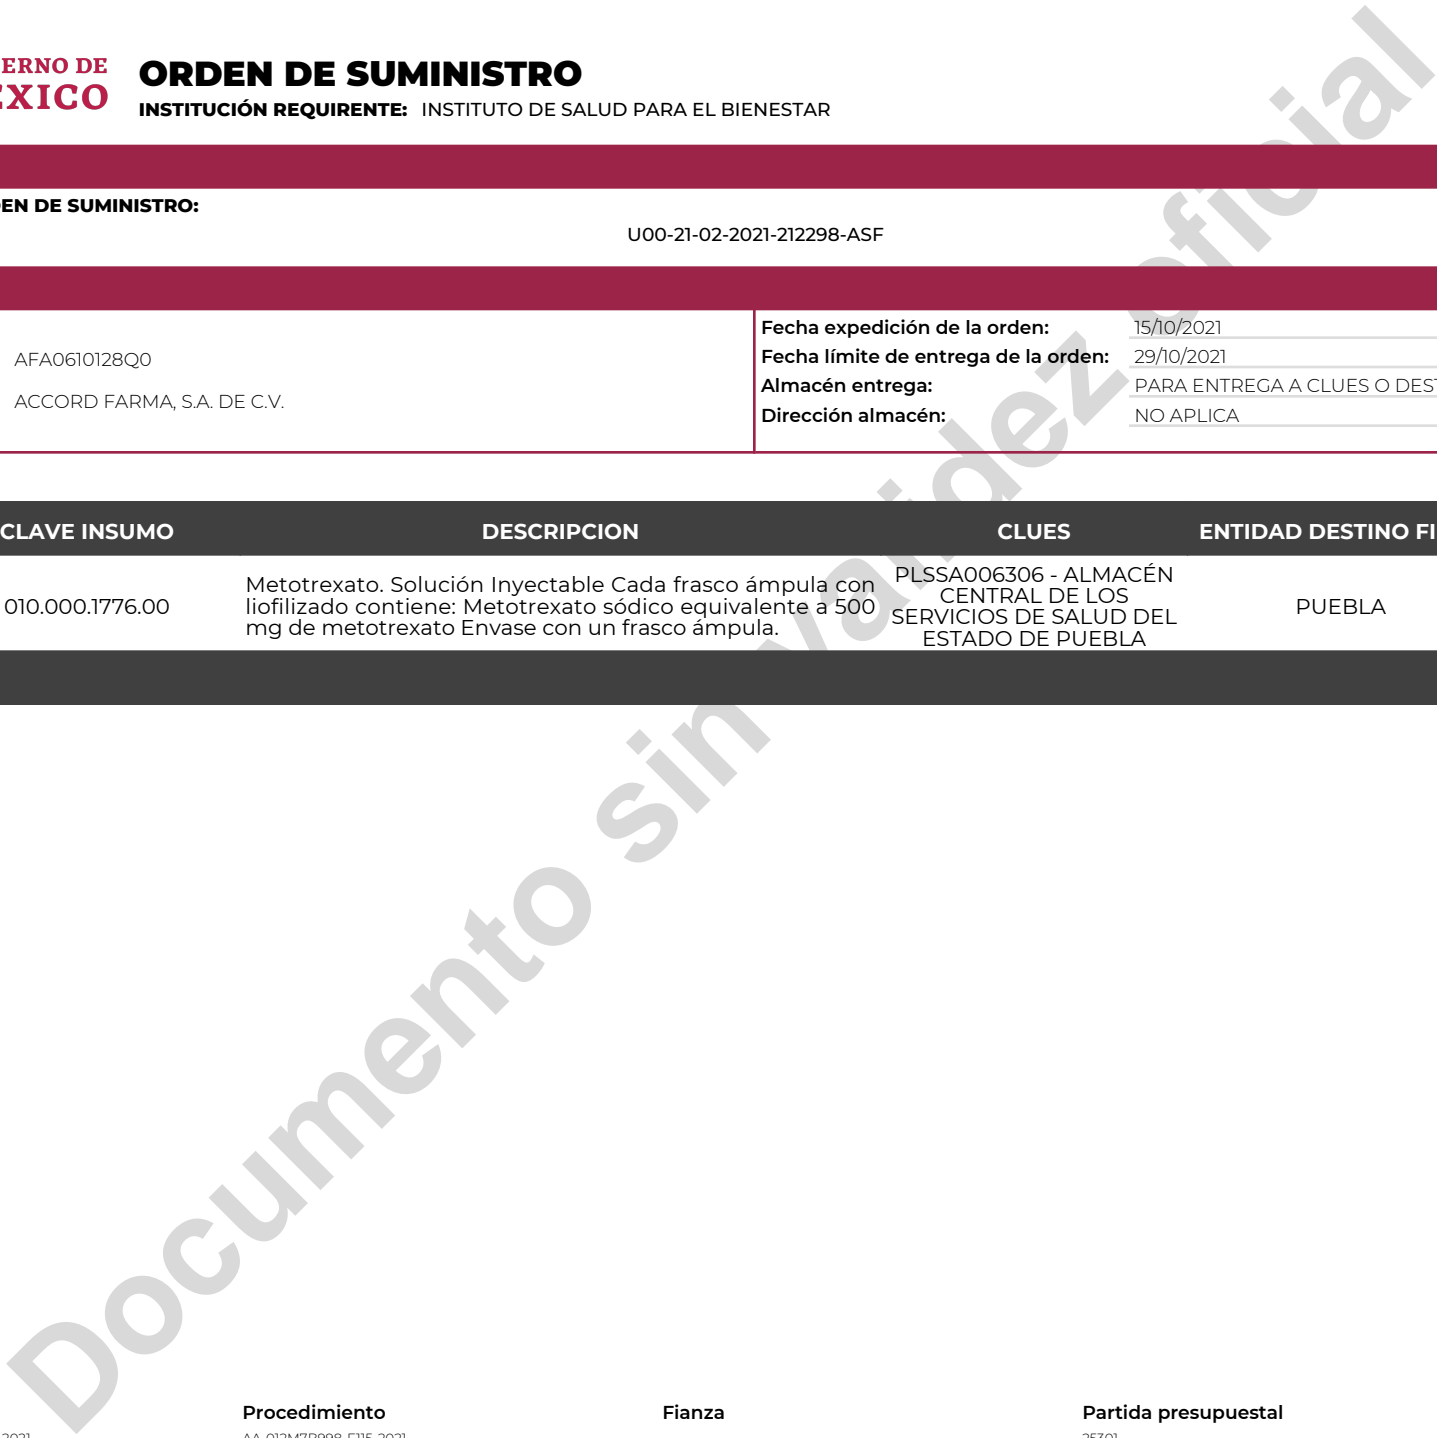 ERNO DE
ÉXICO
ORDEN DE SUMINISTRO
INSTITUCIÓN REQUIRENTE: INSTITUTO DE SALUD PARA EL BIENESTAR
EN DE SUMINISTRO:
U00-21-02-2021-212298-ASF
AFA0610128Q0
ACCORD FARMA, S.A. DE C.V.
Fecha expedición de la orden: 15/10/2021
Fecha límite de entrega de la orden: 29/10/2021
Almacén entrega: PARA ENTREGA A CLUES O DEST
Dirección almacén: NO APLICA
CLAVE INSUMO DESCRIPCION CLUES ENTIDAD DESTINO FI
010.000.1776.00
Metotrexato. Solución Inyectable Cada frasco ámpula con
liofilizado contiene: Metotrexato sódico equivalente a 500
mg de metotrexato Envase con un frasco ámpula.
PLSSA006306 - ALMACÉN
CENTRAL DE LOS
SERVICIOS DE SALUD DEL
ESTADO DE PUEBLA
PUEBLA
Documento sin validez oficial
Procedimiento Fianza Partida presupuestal